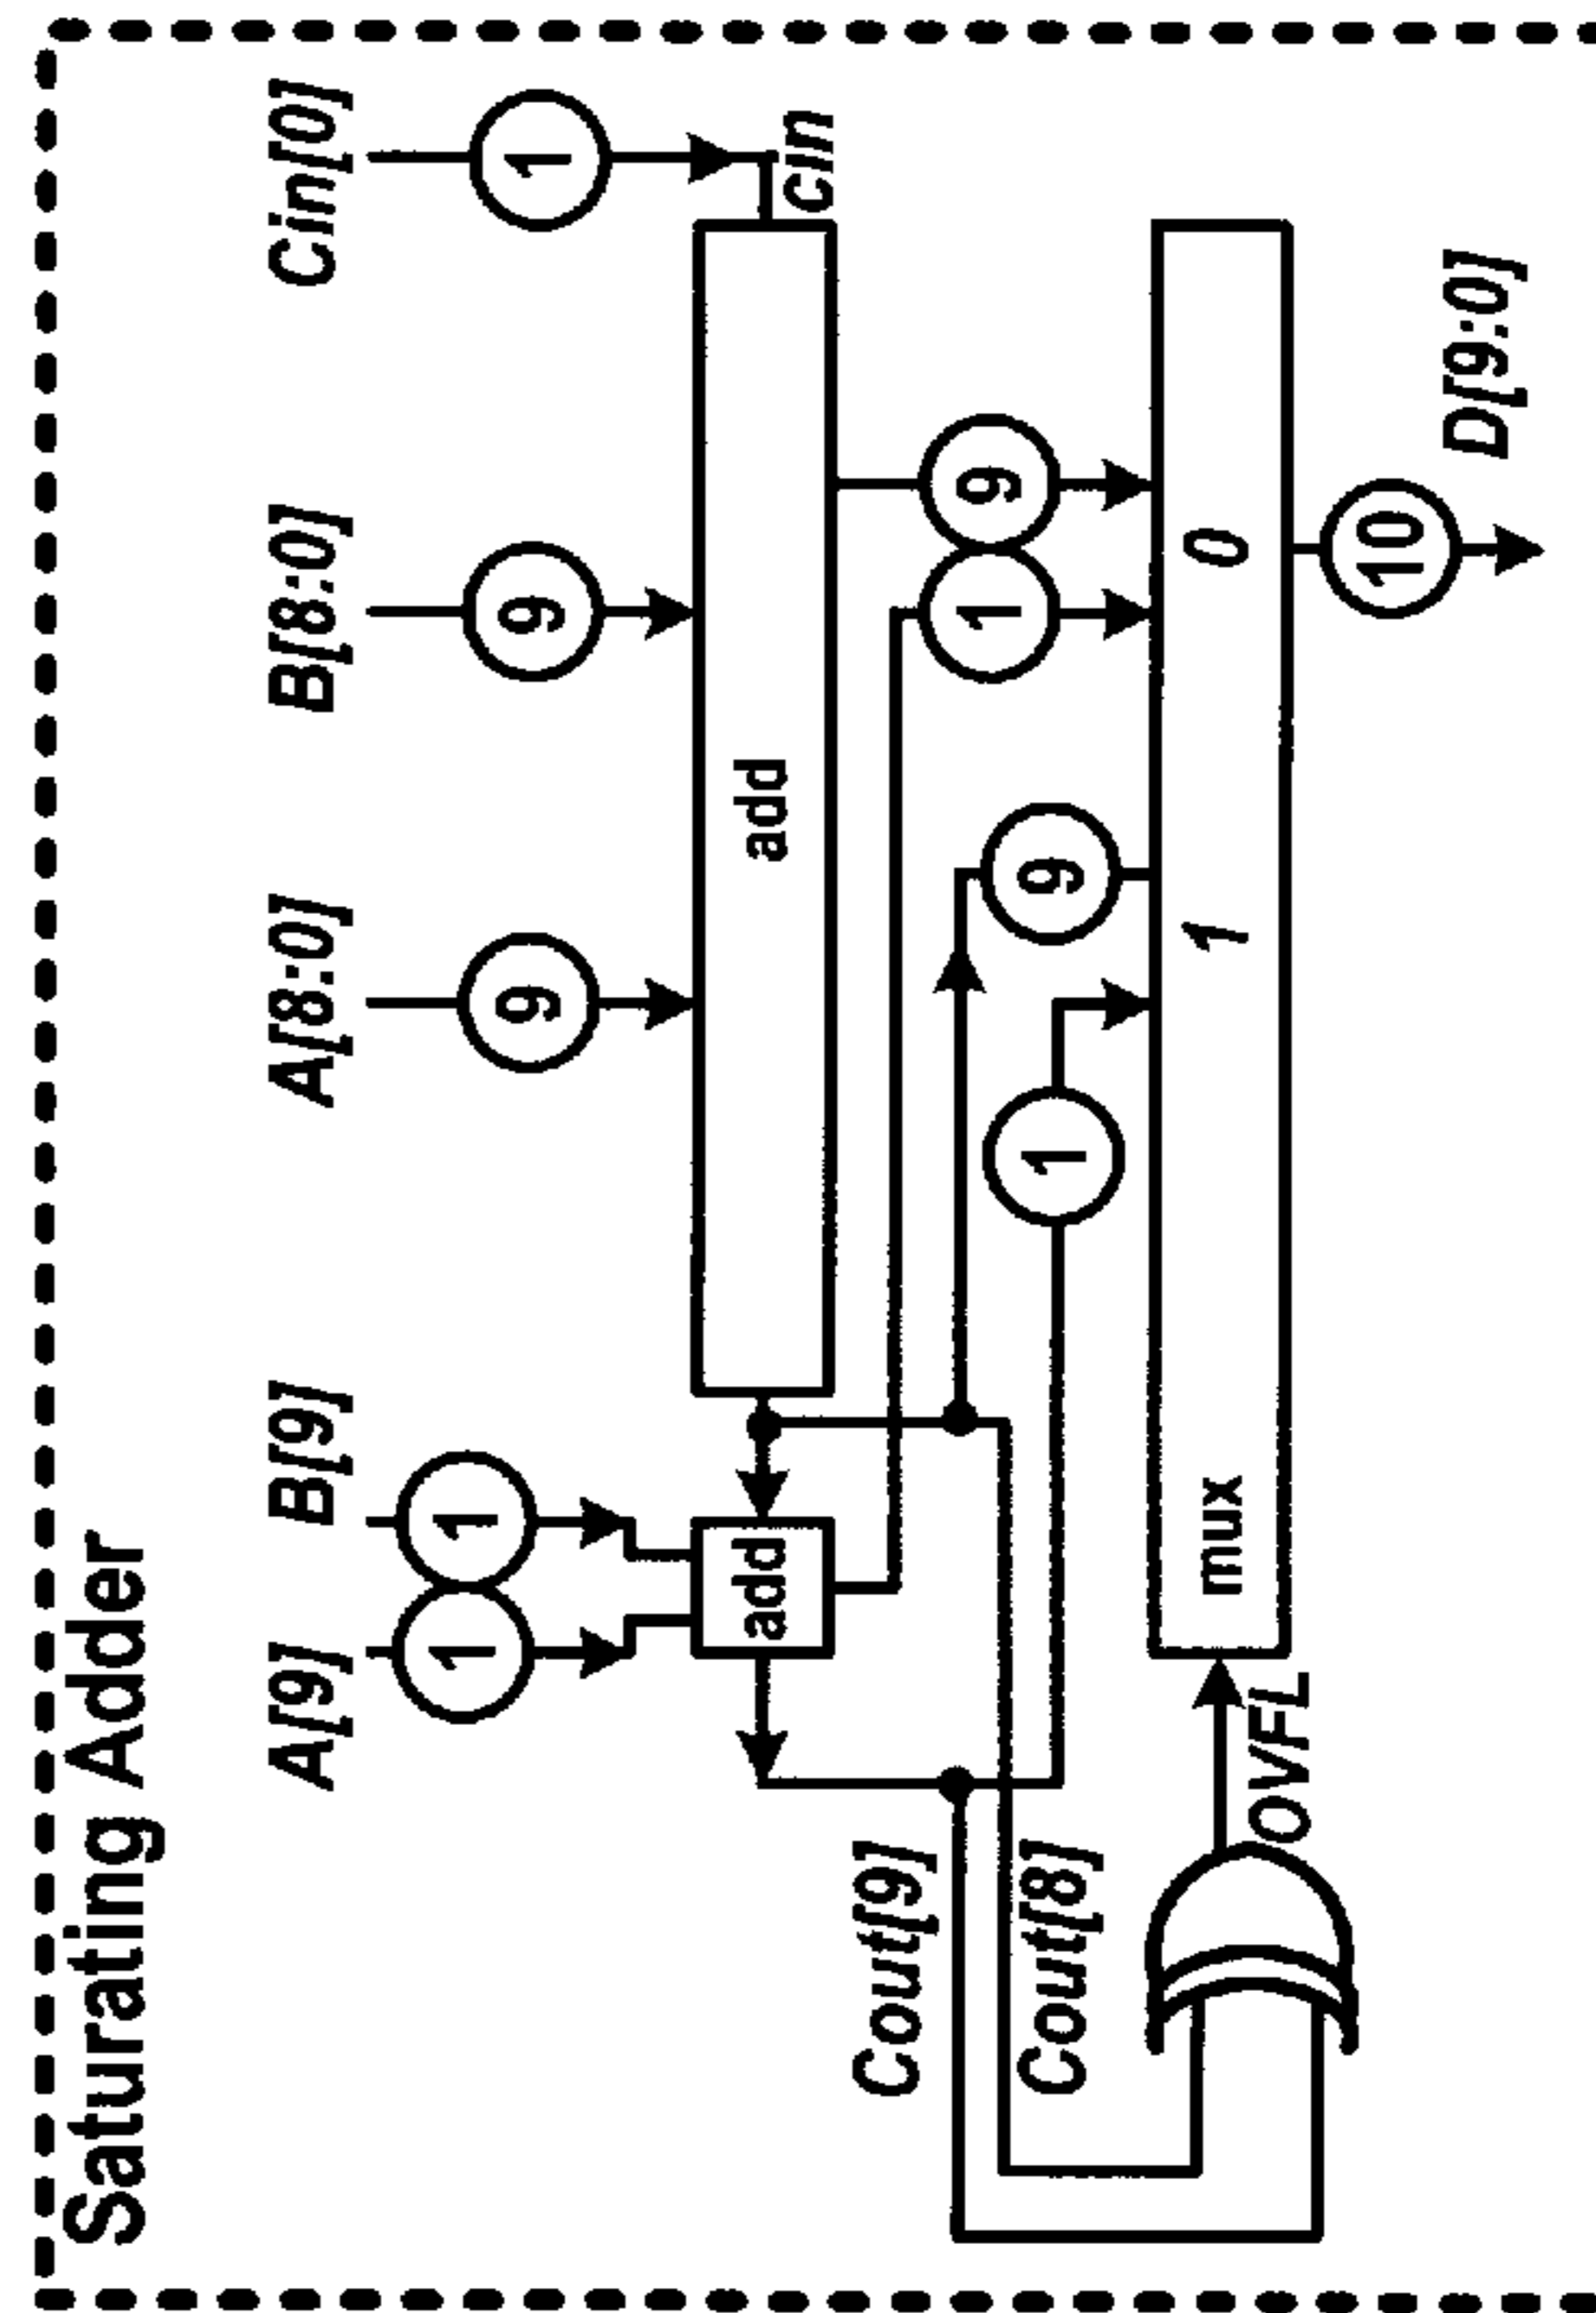 Saturating Adder
A[9] B[9] A[8:0] B[8:0] Cin[0]
1 1 9 9 1
add add cin
Cout[9]
1 9
Cout[8] 1 9
mux 1 0
OVFL
10
D[9:0]